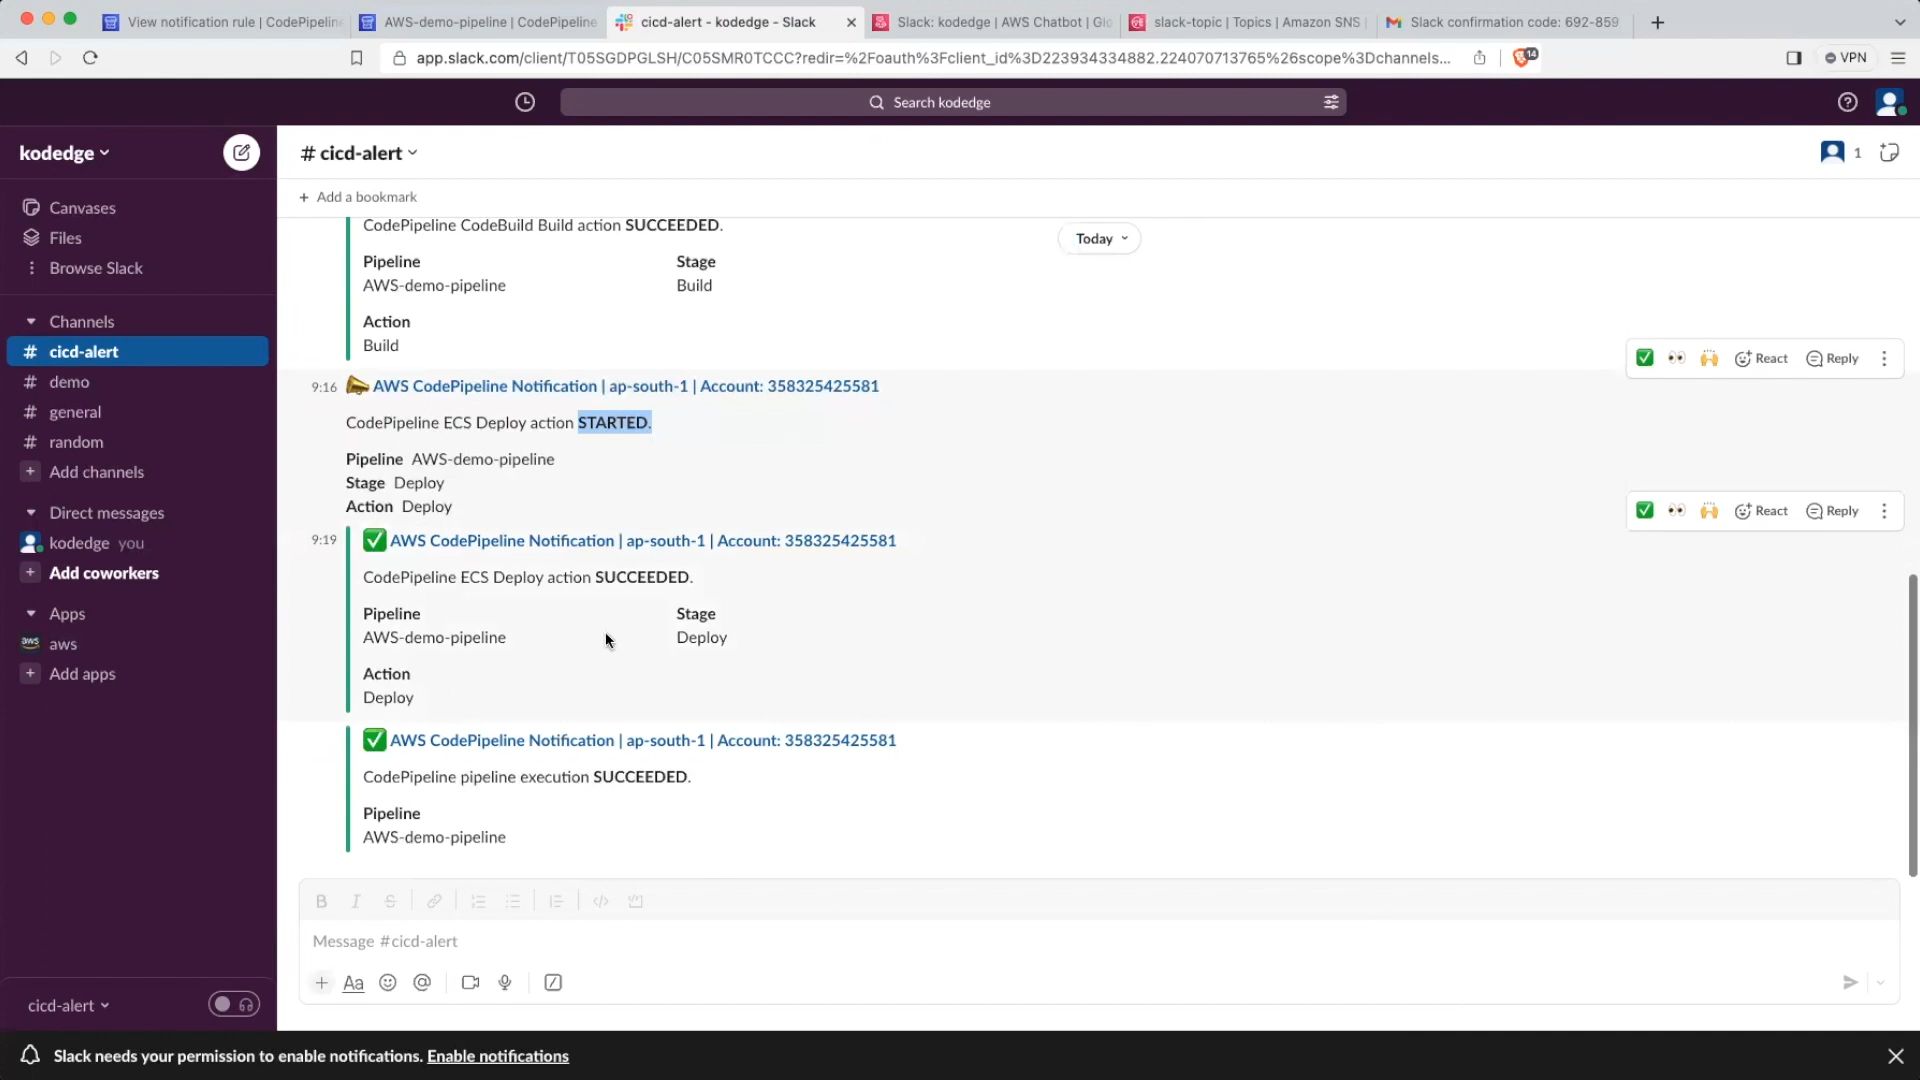 View notification rule | CodePipeline
AWS-demo-pipeline | CodePipeline
cicd-alert - kodedge - Slack
Slack: kodedge | AWS Chatbot | Glo
slack-topic | Topics | Amazon SNS
Slack confirmation code: 692-859
app.slack.com/client/T05SGDPGLSH/C05SMR0TCCC?redir=%2Foauth%3Fclient_id%3D223934334882.224070713765%26scope%3Dchannels...
14
VPN
Search kodedge
kodedge
# cicd-alert
1
Add a bookmark
Canvases
Files
Browse Slack
Channels
# cicd-alert
# demo
# general
# random
+ Add channels
Direct messages
kodedge you
+ Add coworkers
Apps
aws aws
+ Add apps
cicd-alert
Today
CodePipeline CodeBuild Build action SUCCEEDED.
Pipeline Stage
AWS-demo-pipeline Build
Action
Build
React Reply
9:16 AWS CodePipeline Notification | ap-south-1 | Account: 358325425581
CodePipeline ECS Deploy action STARTED.
Pipeline AWS-demo-pipeline
Stage Deploy
Action Deploy
React Reply
9:19 AWS CodePipeline Notification | ap-south-1 | Account: 358325425581
CodePipeline ECS Deploy action SUCCEEDED.
Pipeline Stage
AWS-demo-pipeline Deploy
Action
Deploy
AWS CodePipeline Notification | ap-south-1 | Account: 358325425581
CodePipeline pipeline execution SUCCEEDED.
Pipeline
AWS-demo-pipeline
B I S
Message #cicd-alert
+ Aa @
Slack needs your permission to enable notifications. Enable notifications